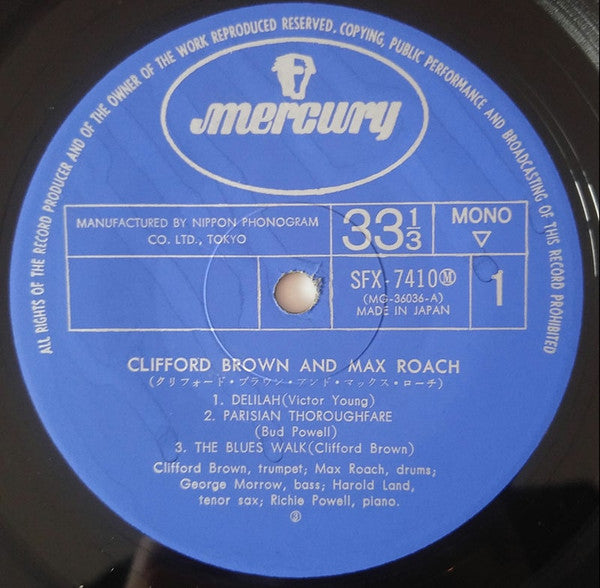 ALL RIGHTS OF THE RECORD PRODUCER AND OF THE OWNER OF THE WORK REPRODUCED RESERVED. COPYING, PUBLIC PERFORMANCE AND BROADCASTING OF THIS RECORD PROHIBITED
mercury
MANUFACTURED BY NIPPON PHONOGRAM
CO. LTD., TOKYO
33 1/3
MONO
▽
SFX-7410Ⓜ
(MG-36036-A)
MADE IN JAPAN
1
CLIFFORD BROWN AND MAX ROACH
(クリフォード・ブラウン・アンド・マックス・ローチ)
1. DELILAH(Victor Young)
2. PARISIAN THOROUGHFARE
(Bud Powell)
3. THE BLUES WALK(Clifford Brown)
Clifford Brown, trumpet; Max Roach, drums;
George Morrow, bass; Harold Land,
tenor sax; Richie Powell, piano.
③